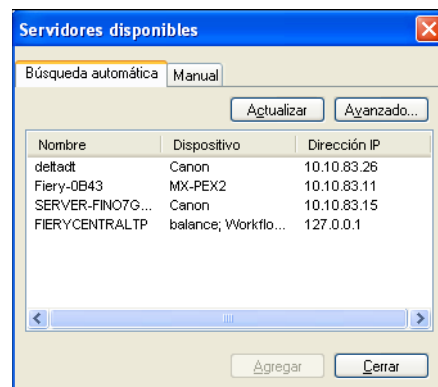 Servidores disponibles
Búsqueda automática Manual
Actualizar Avanzado...
Nombre Dispositivo Dirección IP
deltadt Canon 10.10.83.26
Fiery-0B43 MX-PEX2 10.10.83.11
SERVER-FINO7G... Canon 10.10.83.15
FIERYCENTRALTP balance; Workflo... 127.0.0.1
Agregar Cerrar